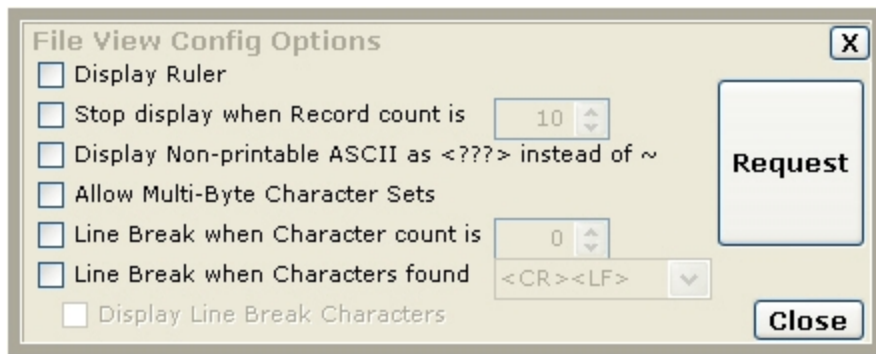 File View Config Options
X
Display Ruler
Stop display when Record count is 10
Display Non-printable ASCII as <???> instead of ~
Request
Allow Multi-Byte Character Sets
Line Break when Character count is 0
Line Break when Characters found <CR><LF>
Display Line Break Characters
Close